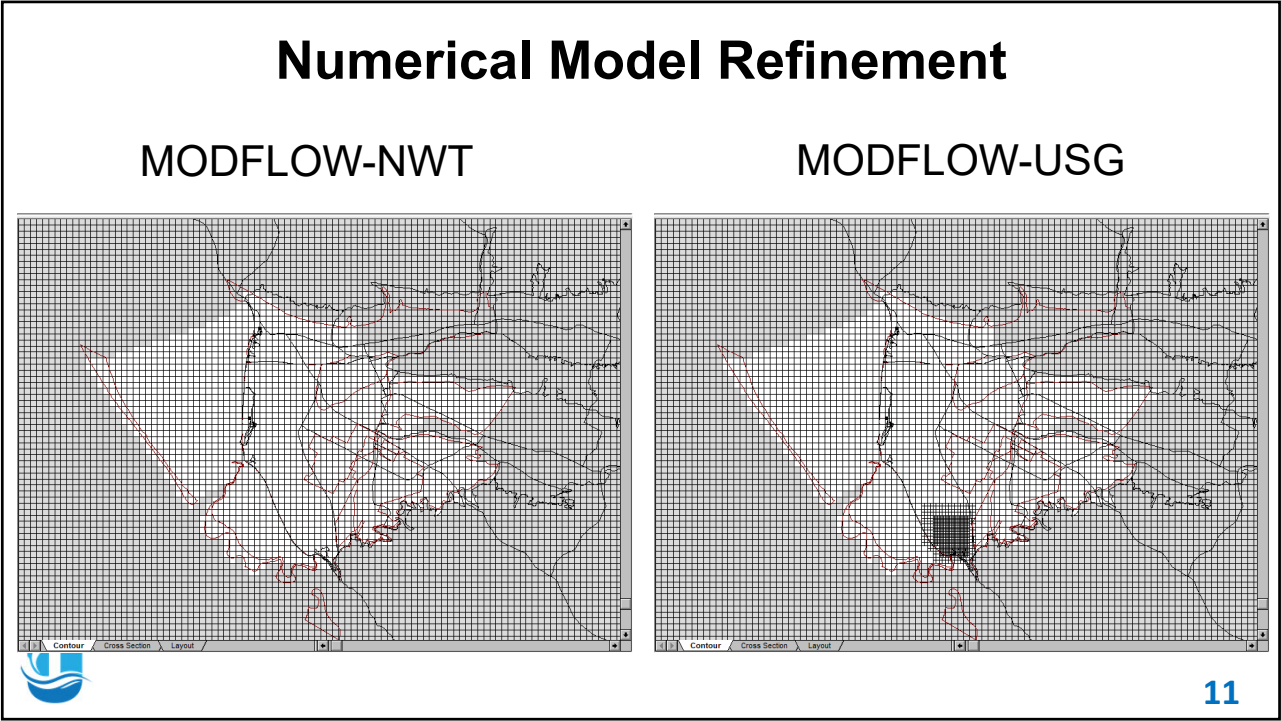 Numerical Model Refinement
MODFLOW-NWT
MODFLOW-USG
Contour Cross Section Layout
Contour Cross Section Layout
11